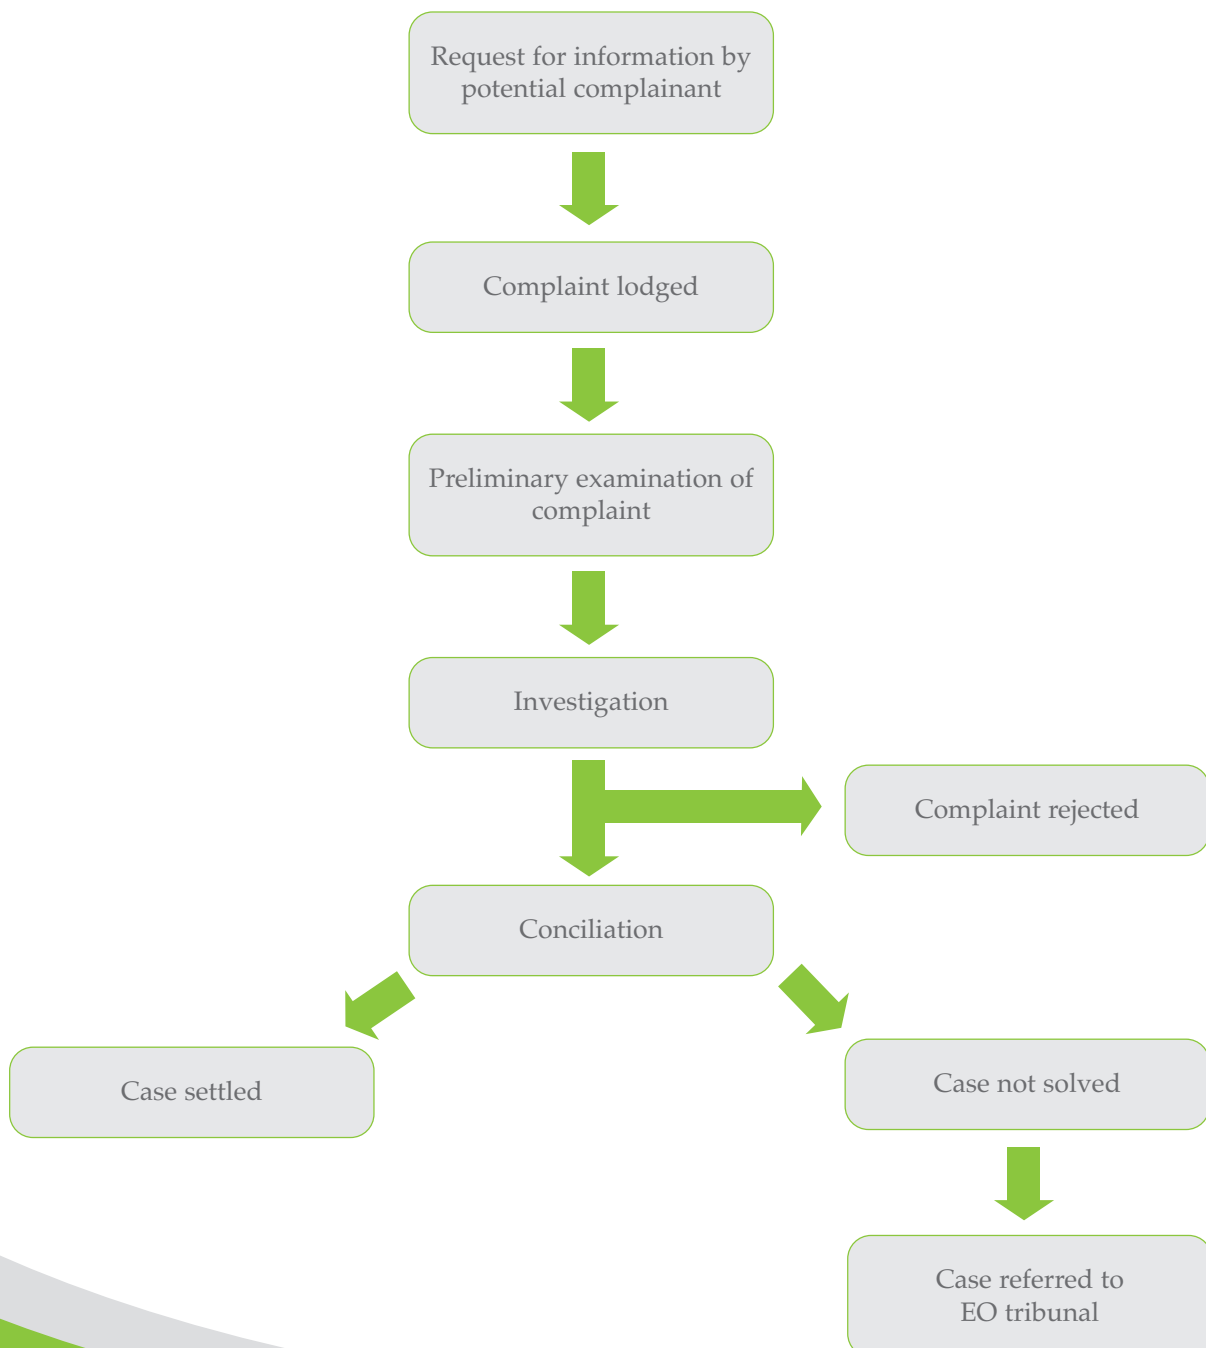 Request for information by
potential complainant
Complaint lodged
Preliminary examination of
complaint
Investigation
Complaint rejected
Conciliation
Case settled
Case not solved
Case referred to
EO tribunal